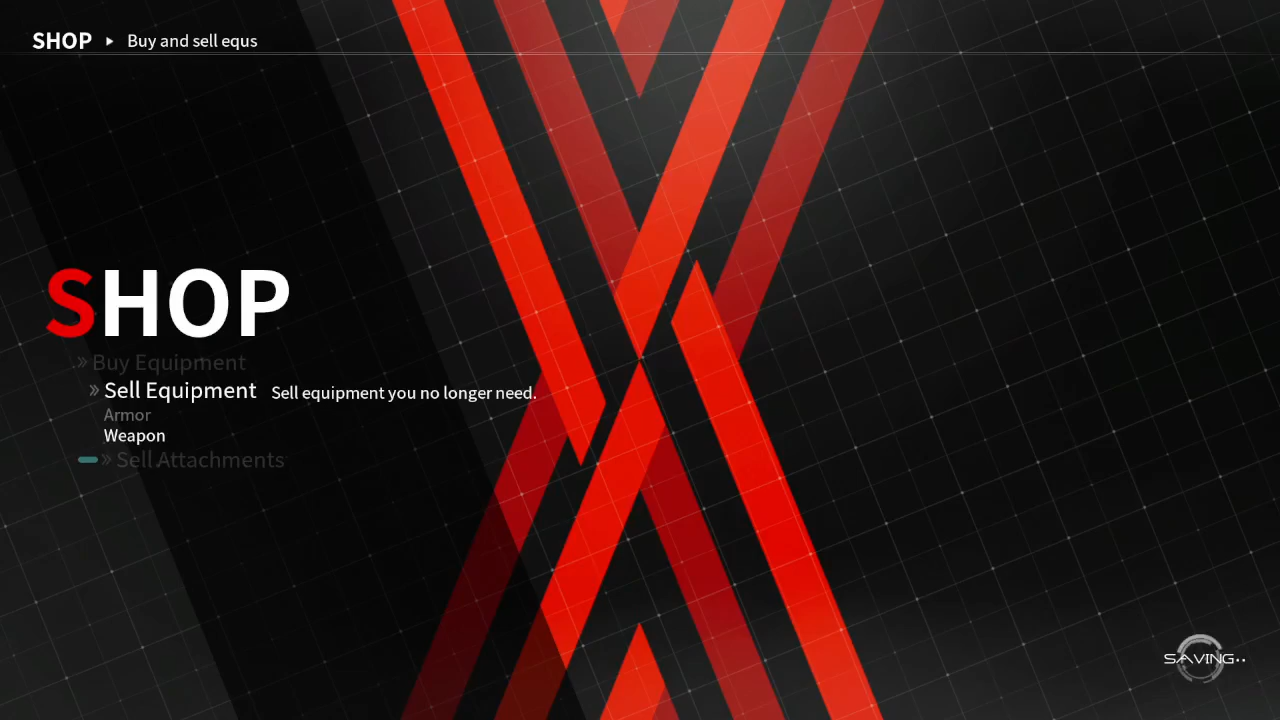 SHOP ▸ Buy and sell equs
SHOP
» Buy Equipment
» Sell Equipment Sell equipment you no longer need.
Armor
Weapon
» Sell Attachments
SAVING..